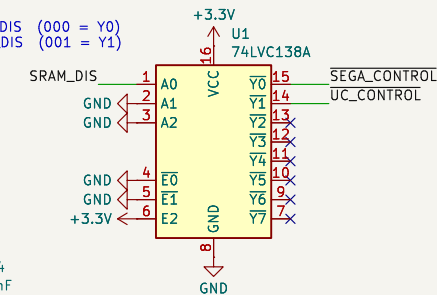 +3.3V
DIS (000 = Y0)
DIS (001 = Y1)
U1
74LVC138A
16
VCC
SRAM_DIS 1 A0 Y0 15 SEGA_CONTROL
GND 2 A1 Y1 14 UC_CONTROL
GND 3 A2 Y2 13
Y3 12
Y4 11
GND 4 E0 Y5 10
GND 5 E1 Y6 9
+3.3V 6 E2 Y7 7
GND
8
GND
4
nF